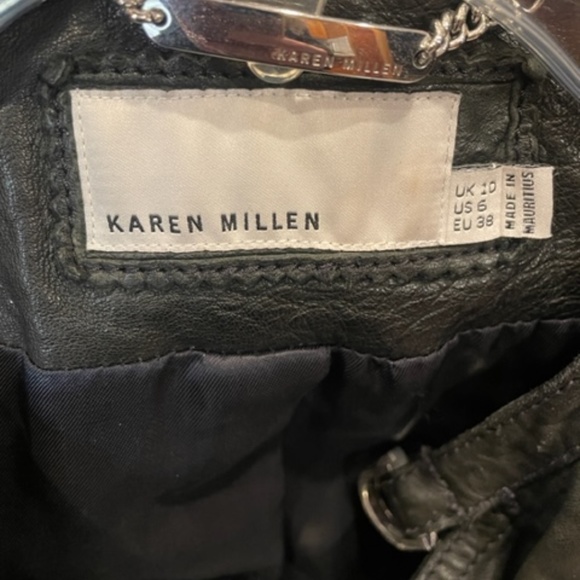 KAREN MILLEN
KAREN MILLEN
UK 10
US 6
EU 38
MADE IN
MAURITIUS